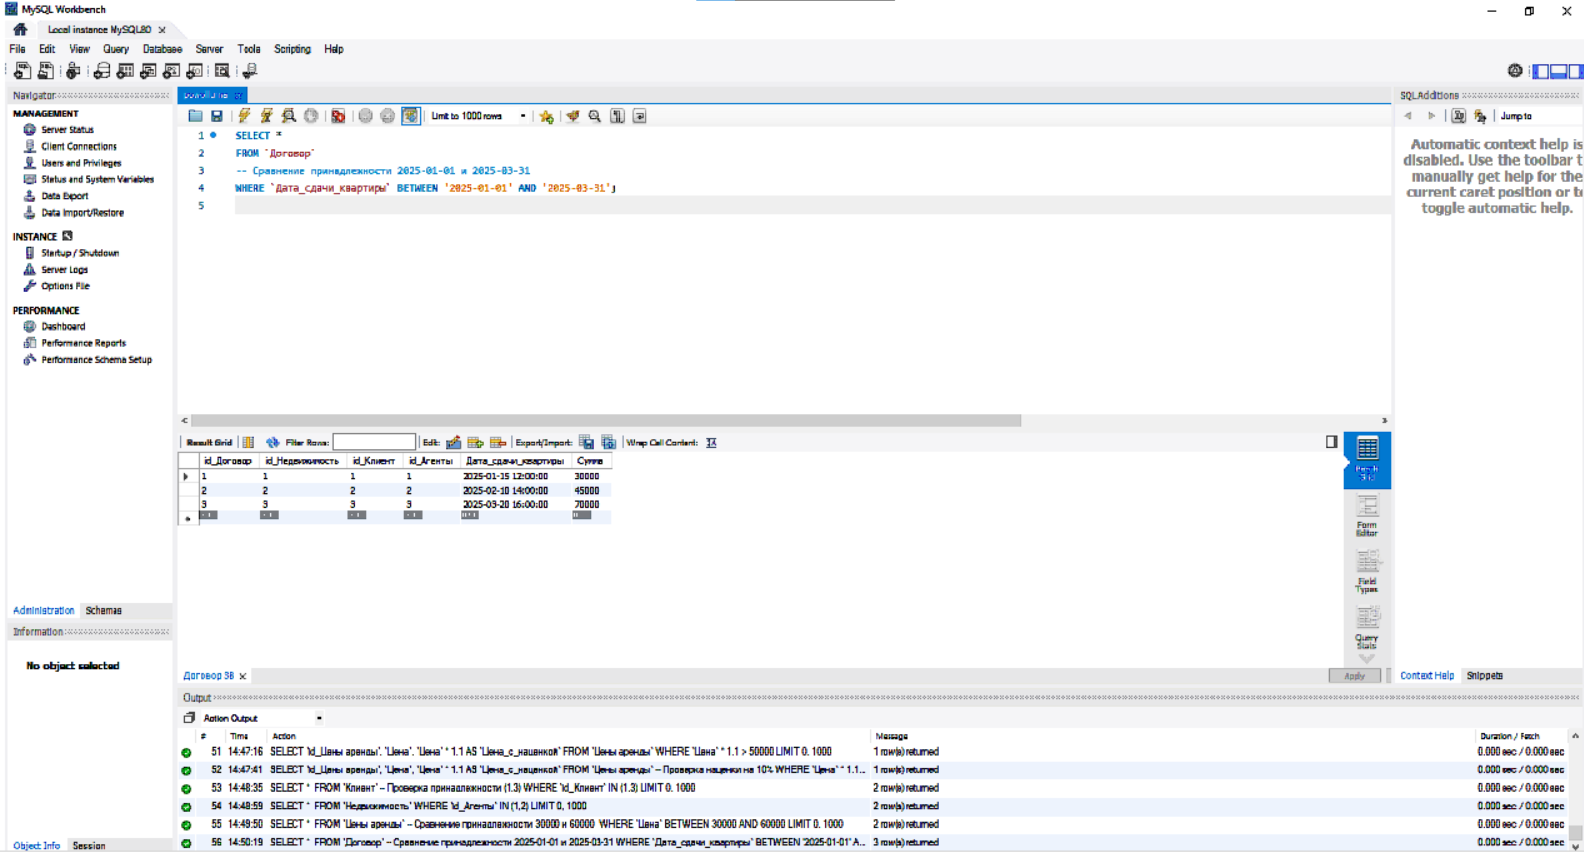 MySQL Workbench
Local instance MySQL80
File Edit View Query Database Server Tools Scripting Help
Navigator
MANAGEMENT
Server Status
Client Connections
Users and Privileges
Status and System Variables
Data Export
Data Import/Restore
INSTANCE
Startup / Shutdown
Server Logs
Options File
PERFORMANCE
Dashboard
Performance Reports
Performance Schema Setup
Administration Schemas
Information
No object selected
Object Info Session
Limit to 1000 rows
1 SELECT *
2 FROM `Договор`
3 -- Сравнение принадлежности 2025-01-01 и 2025-03-31
4 WHERE `Дата_сдачи_квартиры` BETWEEN '2025-01-01' AND '2025-03-31';
5
Result Grid Filter Rows: Edit: Export/Import: Wrap Cell Content:
id_Договор id_Недвижимость id_Клиент id_Агенты Дата_сдачи_квартиры Сумма
1 1 1 1 2025-01-15 12:00:00 30000
2 2 2 2 2025-02-10 14:00:00 45000
3 3 3 3 2025-03-20 16:00:00 70000
Result Grid
Form Editor
Field Types
Query Stats
Договор 38
Apply
SQLAdditions
Jump to
Automatic context help is
disabled. Use the toolbar t
manually get help for the
current caret position or t
toggle automatic help.
Context Help Snippets
Output
Action Output
# Time Action Message Duration / Fetch
51 14:47:16 SELECT `id_Цены аренды`, `Цена`, `Цена` * 1.1 AS `Цена_с_наценкой` FROM `Цены аренды` WHERE `Цена` * 1.1 > 50000 LIMIT 0, 1000 1 row(s) returned 0.000 sec / 0.000 sec
52 14:47:41 SELECT `id_Цены аренды`, `Цена`, `Цена` * 1.1 AS `Цена_с_наценкой` FROM `Цены аренды` -- Проверка наценки на 10% WHERE `Цена` * 1.1... 1 row(s) returned 0.000 sec / 0.000 sec
53 14:48:35 SELECT * FROM `Клиент` -- Проверка принадлежности (1,3) WHERE `id_Клиент` IN (1,3) LIMIT 0, 1000 2 row(s) returned 0.000 sec / 0.000 sec
54 14:48:59 SELECT * FROM `Недвижимость` WHERE `id_Агенты` IN (1,2) LIMIT 0, 1000 2 row(s) returned 0.000 sec / 0.000 sec
55 14:49:50 SELECT * FROM `Цены аренды` -- Сравнение принадлежности 30000 и 60000 WHERE `Цена` BETWEEN 30000 AND 60000 LIMIT 0, 1000 2 row(s) returned 0.000 sec / 0.000 sec
56 14:50:19 SELECT * FROM `Договор` -- Сравнение принадлежности 2025-01-01 и 2025-03-31 WHERE `Дата_сдачи_квартиры` BETWEEN '2025-01-01' A... 3 row(s) returned 0.000 sec / 0.000 sec